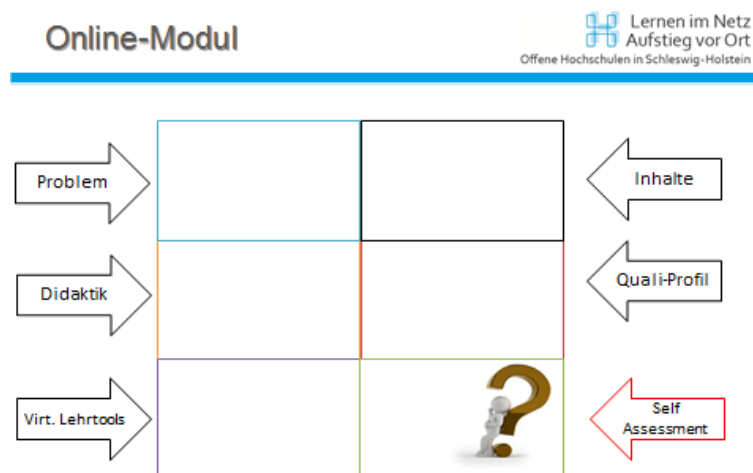 Online-Modul
Lernen im Netz
Aufstieg vor Ort
Offene Hochschulen in Schleswig-Holstein
Problem
Inhalte
Didaktik
Quali-Profil
Virt. Lehrtools
Self
Assessment
?